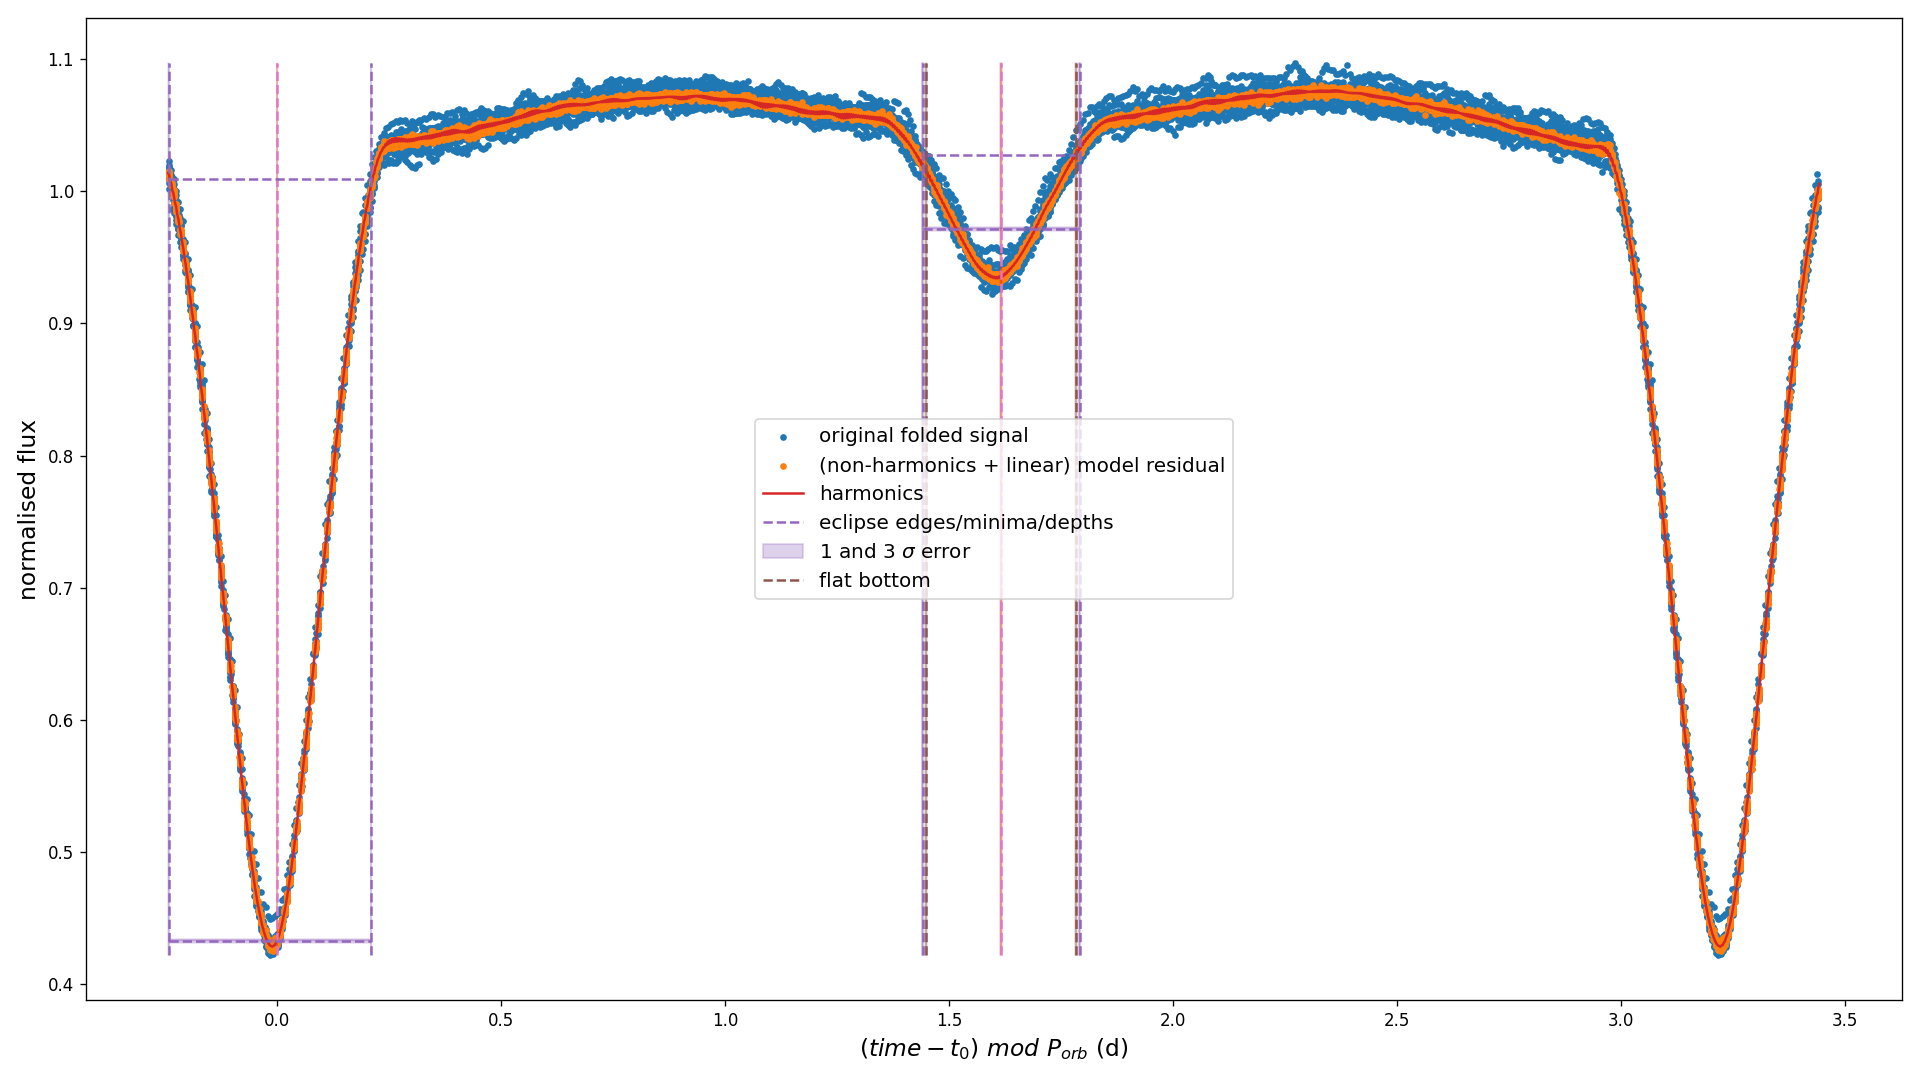 normalised flux
1.1
1.0
0.9
0.8
0.7
0.6
0.5
0.4
original folded signal
(non-harmonics + linear) model residual
harmonics
eclipse edges/minima/depths
1 and 3 σ error
flat bottom
0.0 0.5 1.0 1.5 2.0 2.5 3.0 3.5
(time − t₀) mod P_orb (d)